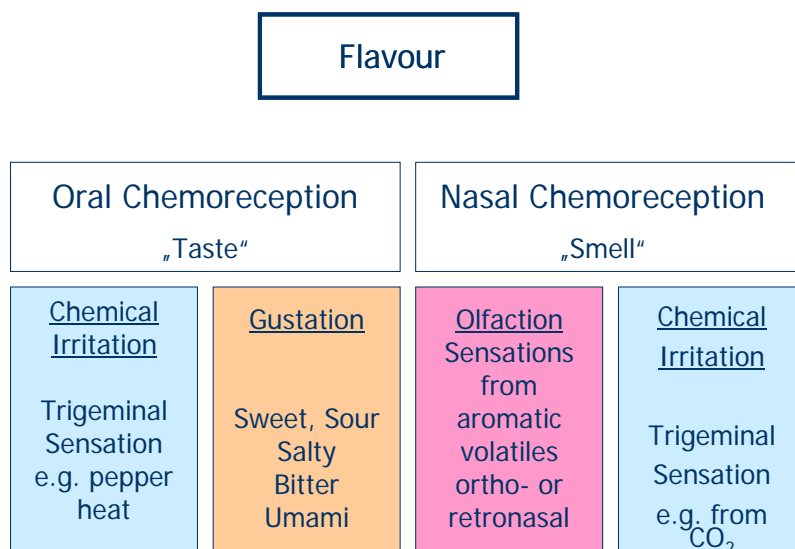 Flavour
Oral Chemoreception
„Taste“
Nasal Chemoreception
„Smell“
Chemical
Irritation
Trigeminal
Sensation
e.g. pepper
heat
Gustation
Sweet, Sour
Salty
Bitter
Umami
Olfaction
Sensations
from
aromatic
volatiles
ortho- or
retronasal
Chemical
Irritation
Trigeminal
Sensation
e.g. from
CO₂